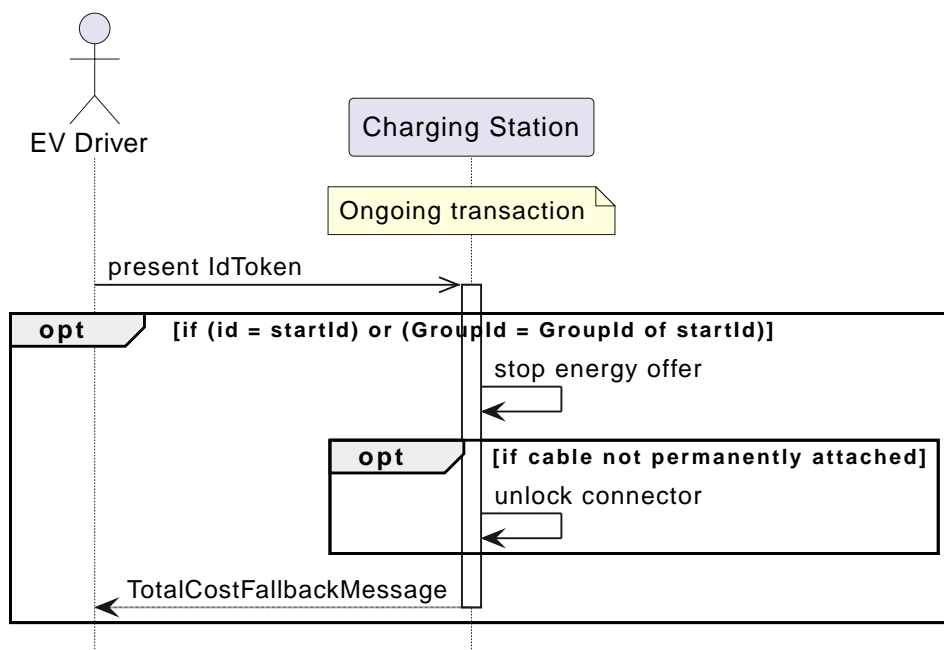 EV Driver
Charging Station
Ongoing transaction
present IdToken
opt
[if (id = startId) or (GroupId = GroupId of startId)]
stop energy offer
opt
[if cable not permanently attached]
unlock connector
TotalCostFallbackMessage